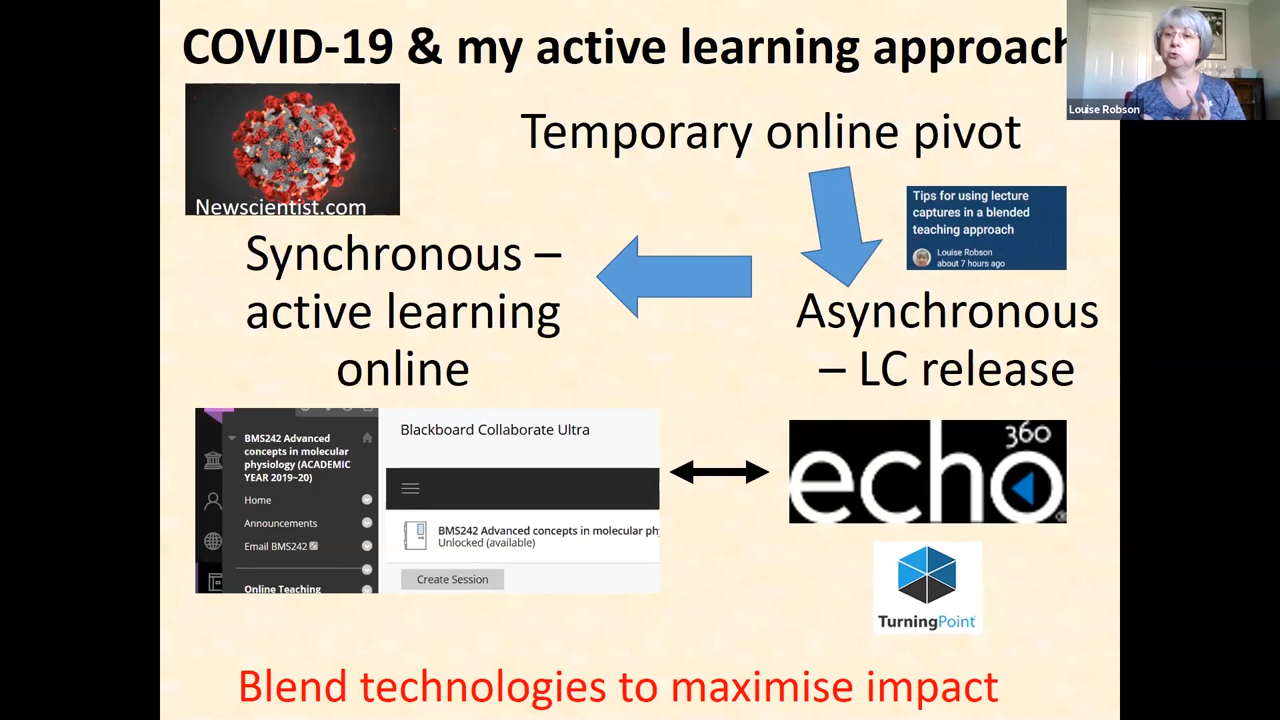 COVID-19 & my active learning approach
Louise Robson
Temporary online pivot
Newscientist.com
Tips for using lecture
captures in a blended
teaching approach
Louise Robson
about 7 hours ago
Synchronous –
active learning
online
Asynchronous
– LC release
BMS242 Advanced
concepts in molecular
physiology (ACADEMIC
YEAR 2019~20)
Home
Announcements
Email BMS242
Online Teaching
Blackboard Collaborate Ultra
BMS242 Advanced concepts in molecular phy
Unlocked (available)
Create Session
echo
360
TurningPoint
Blend technologies to maximise impact